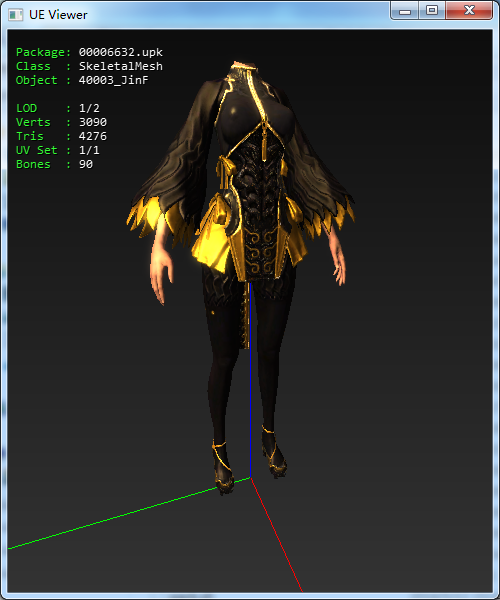 UE Viewer
Package: 00006632.upk
Class : SkeletalMesh
Object : 40003_JinF
LOD : 1/2
Verts : 3090
Tris : 4276
UV Set : 1/1
Bones : 90